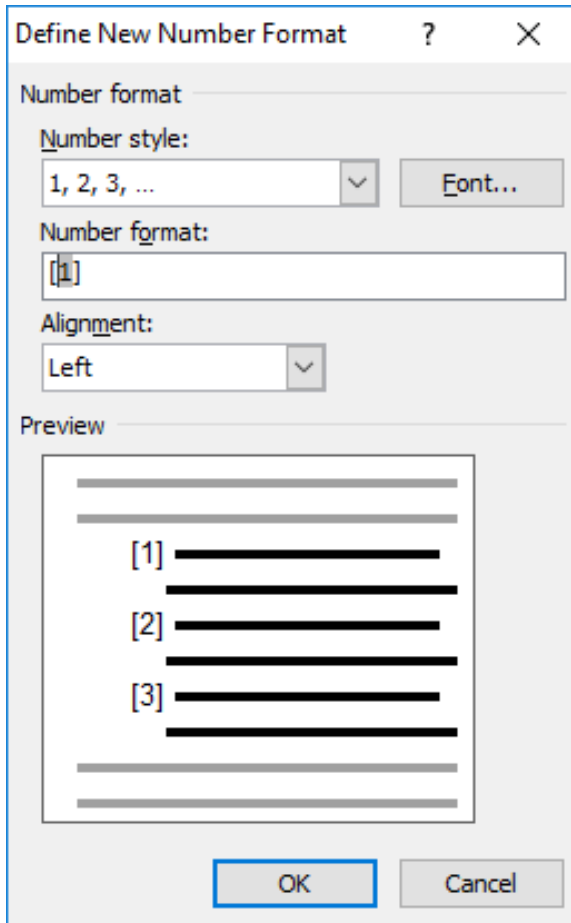 Define New Number Format ? ✕
Number format
Number style:
1, 2, 3, ... Font...
Number format:
[1]
Alignment:
Left
Preview
[1]
[2]
[3]
OK Cancel